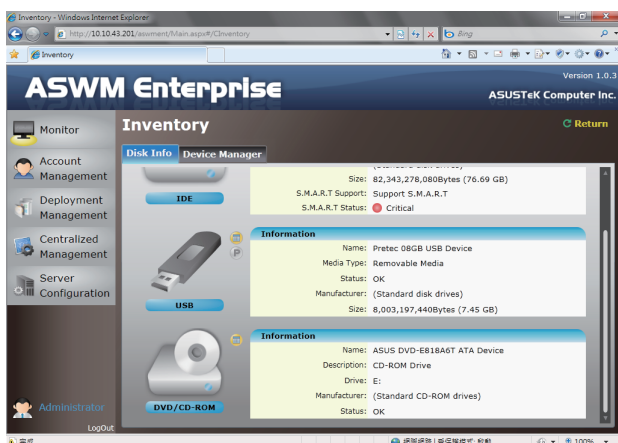 Inventory - Windows Internet Explorer
http://10.10.43.201/aswment/Main.aspx#/CInventory
Bing
Inventory
ASWM Enterprise
Version 1.0.3
ASUSTeK Computer Inc.
Monitor
Account Management
Deployment Management
Centralized Management
Server Configuration
Administrator
LogOut
Inventory
Return
Disk Info
Device Manager
IDE
Size: 82,343,278,080Bytes (76.69 GB)
S.M.A.R.T Support: Support S.M.A.R.T
S.M.A.R.T Status: Critical
USB
P
Information
Name: Pretec 08GB USB Device
Media Type: Removable Media
Status: OK
Manufacturer: (Standard disk drives)
Size: 8,003,197,440Bytes (7.45 GB)
DVD/CD-ROM
Information
Name: ASUS DVD-E818A6T ATA Device
Description: CD-ROM Drive
Drive: E:
Manufacturer: (Standard CD-ROM drives)
Status: OK
完成
100%